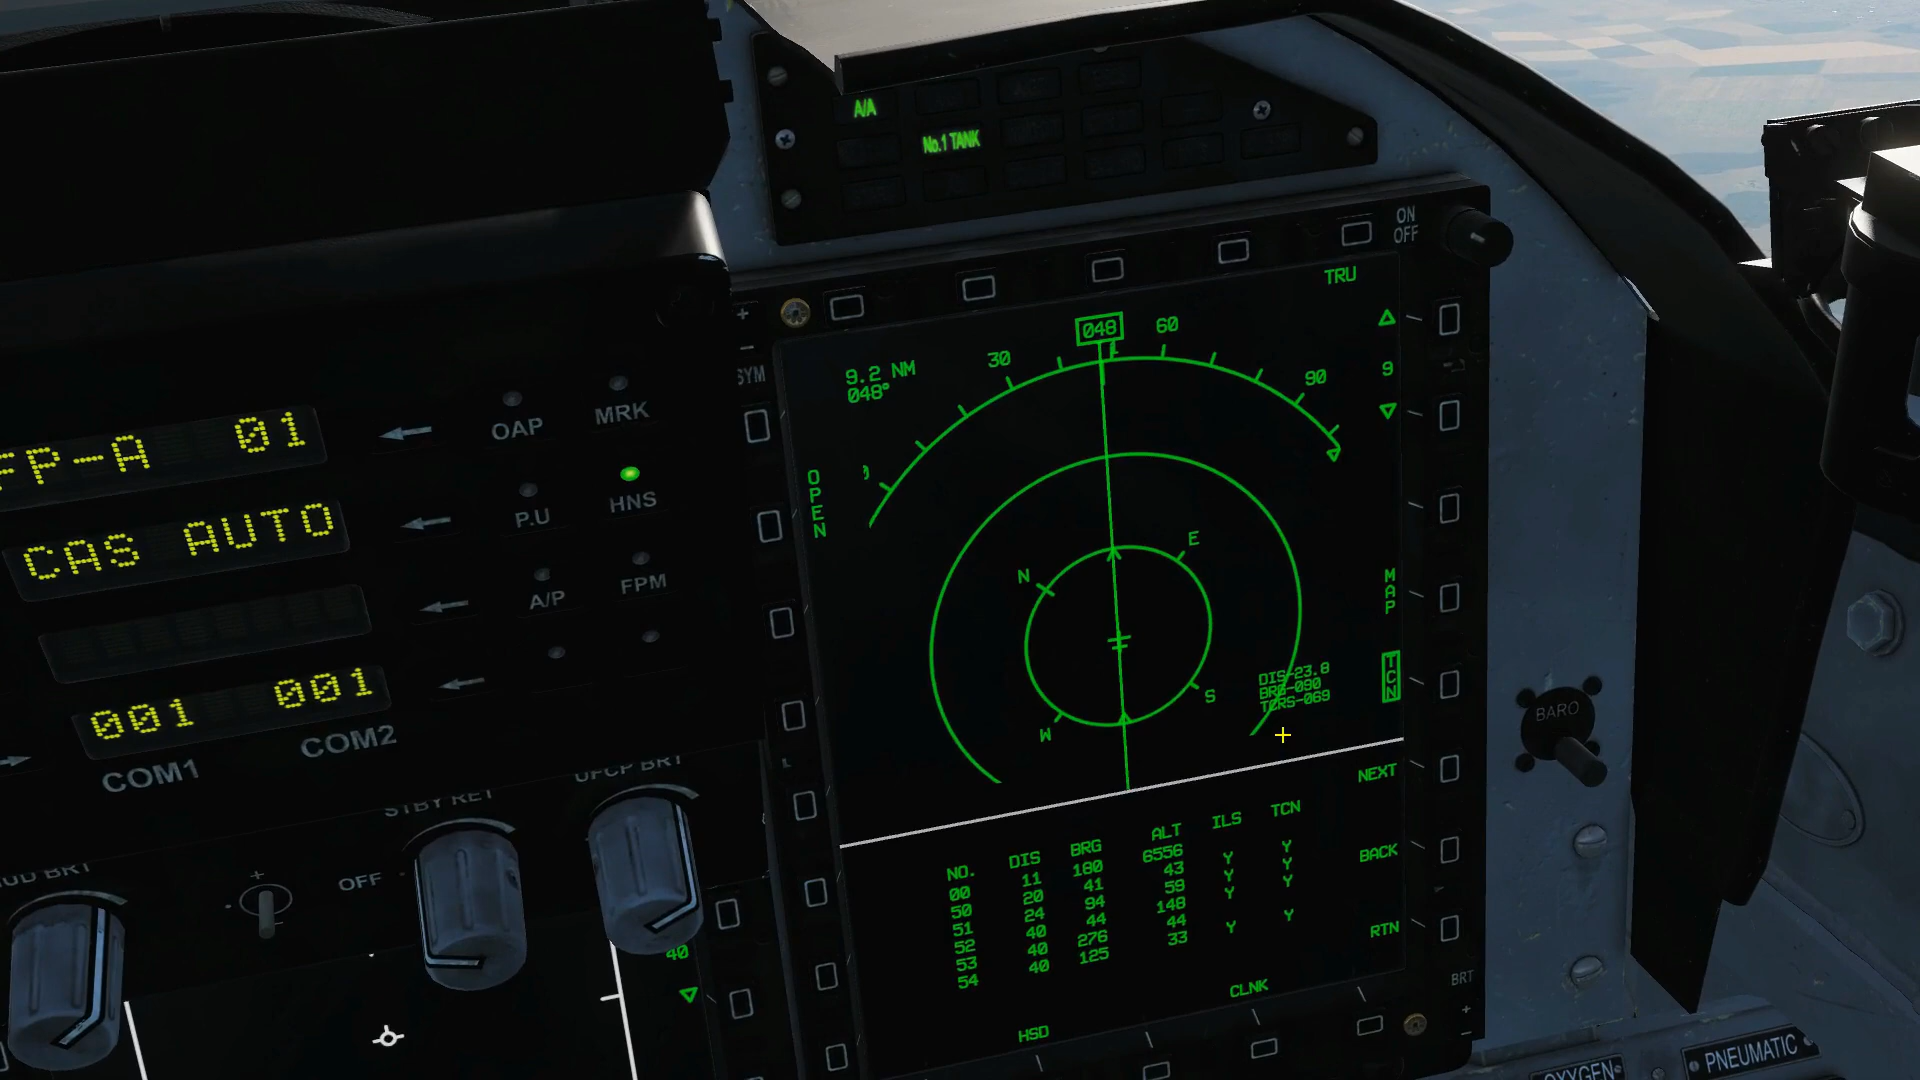 A/A
No.1 TANK
ON
OFF
TRU
048
60
30
90
9.2 NM
048°
9
SYM
OPEN
N
E
S
W
MAP
DIS-23.8
BRG-090
TCRS-069
TCN
NEXT
BACK
RTN
NO. DIS BRG ALT ILS TCN
00 11 180 6556 Y
50 20 41 43 Y Y
51 24 94 59 Y Y
52 40 44 148 Y
53 40 276 44 Y
54 40 125 33 Y
CLNK
HSD
BRT
FP-A 01
OAP
MRK
CAS AUTO
P.U
HNS
A/P
FPM
001 001
COM1
COM2
STBY RET
UFCP BRT
OFF
40
BARO
OXYGEN
PNEUMATIC